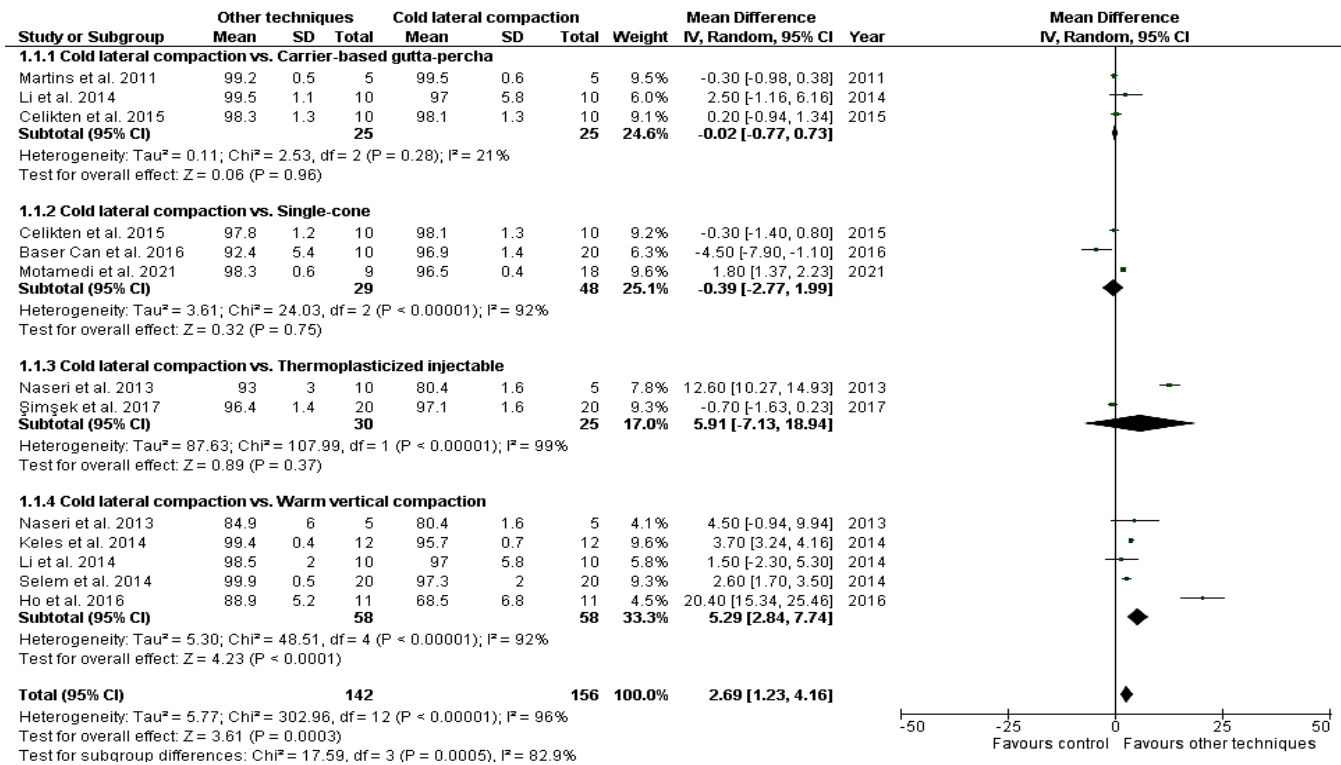 Other techniques Cold lateral compaction Mean Difference Mean Difference
Study or Subgroup Mean SD Total Mean SD Total Weight IV, Random, 95% CI Year IV, Random, 95% CI
1.1.1 Cold lateral compaction vs. Carrier-based gutta-percha
Martins et al. 2011 99.2 0.5 5 99.5 0.6 5 9.5% -0.30 [-0.98, 0.38] 2011
Li et al. 2014 99.5 1.1 10 97 5.8 10 6.0% 2.50 [-1.16, 6.16] 2014
Celikten et al. 2015 98.3 1.3 10 98.1 1.3 10 9.1% 0.20 [-0.94, 1.34] 2015
Subtotal (95% CI) 25 25 24.6% -0.02 [-0.77, 0.73]
Heterogeneity: Tau² = 0.11; Chi² = 2.53, df = 2 (P = 0.28); I² = 21%
Test for overall effect: Z = 0.06 (P = 0.96)
1.1.2 Cold lateral compaction vs. Single-cone
Celikten et al. 2015 97.8 1.2 10 98.1 1.3 10 9.2% -0.30 [-1.40, 0.80] 2015
Baser Can et al. 2016 92.4 5.4 10 96.9 1.4 20 6.3% -4.50 [-7.90, -1.10] 2016
Motamedi et al. 2021 98.3 0.6 9 96.5 0.4 18 9.6% 1.80 [1.37, 2.23] 2021
Subtotal (95% CI) 29 48 25.1% -0.39 [-2.77, 1.99]
Heterogeneity: Tau² = 3.61; Chi² = 24.03, df = 2 (P < 0.00001); I² = 92%
Test for overall effect: Z = 0.32 (P = 0.75)
1.1.3 Cold lateral compaction vs. Thermoplasticized injectable
Naseri et al. 2013 93 3 10 80.4 1.6 5 7.8% 12.60 [10.27, 14.93] 2013
Şimşek et al. 2017 96.4 1.4 20 97.1 1.6 20 9.3% -0.70 [-1.63, 0.23] 2017
Subtotal (95% CI) 30 25 17.0% 5.91 [-7.13, 18.94]
Heterogeneity: Tau² = 87.63; Chi² = 107.99, df = 1 (P < 0.00001); I² = 99%
Test for overall effect: Z = 0.89 (P = 0.37)
1.1.4 Cold lateral compaction vs. Warm vertical compaction
Naseri et al. 2013 84.9 6 5 80.4 1.6 5 4.1% 4.50 [-0.94, 9.94] 2013
Keles et al. 2014 99.4 0.4 12 95.7 0.7 12 9.6% 3.70 [3.24, 4.16] 2014
Li et al. 2014 98.5 2 10 97 5.8 10 5.8% 1.50 [-2.30, 5.30] 2014
Selem et al. 2014 99.9 0.5 20 97.3 2 20 9.3% 2.60 [1.70, 3.50] 2014
Ho et al. 2016 88.9 5.2 11 68.5 6.8 11 4.5% 20.40 [15.34, 25.46] 2016
Subtotal (95% CI) 58 58 33.3% 5.29 [2.84, 7.74]
Heterogeneity: Tau² = 5.30; Chi² = 48.51, df = 4 (P < 0.00001); I² = 92%
Test for overall effect: Z = 4.23 (P < 0.0001)
Total (95% CI) 142 156 100.0% 2.69 [1.23, 4.16]
Heterogeneity: Tau² = 5.77; Chi² = 302.96, df = 12 (P < 0.00001); I² = 96%
Test for overall effect: Z = 3.61 (P = 0.0003)
Test for subgroup differences: Chi² = 17.59, df = 3 (P = 0.0005), I² = 82.9%
-50 -25 0 25 50
Favours control Favours other techniques